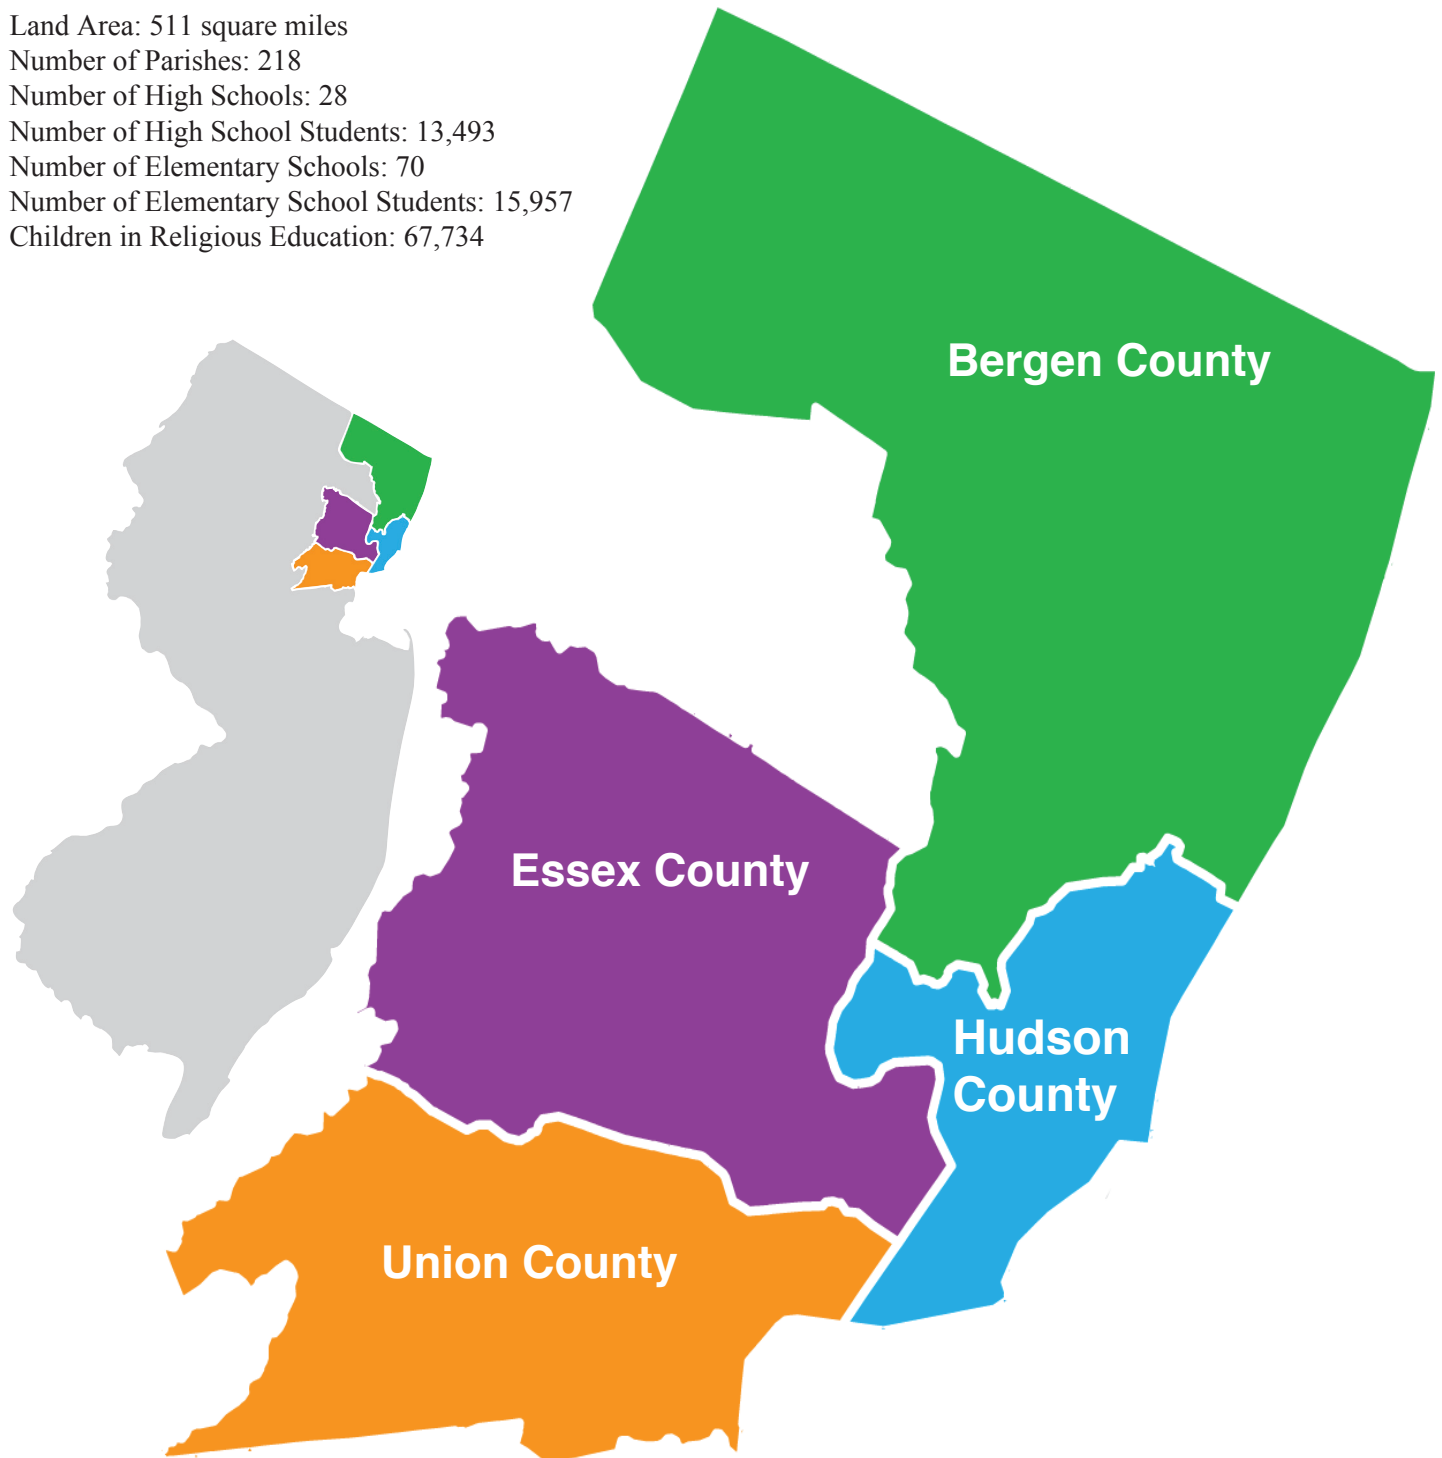 Land Area: 511 square miles
Number of Parishes: 218
Number of High Schools: 28
Number of High School Students: 13,493
Number of Elementary Schools: 70
Number of Elementary School Students: 15,957
Children in Religious Education: 67,734
Bergen County
Essex County
Hudson
County
Union County